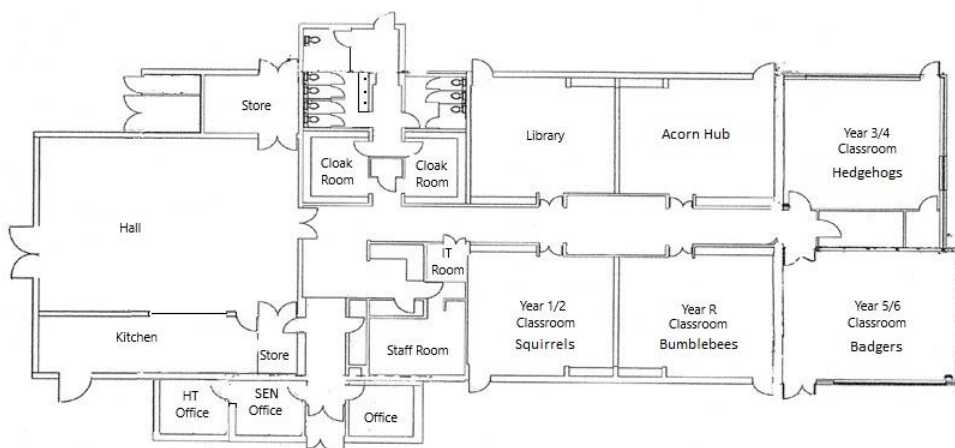 Store
Cloak
Room
Cloak
Room
Library
Acorn Hub
Year 3/4
Classroom
Hedgehogs
Hall
IT
Room
Kitchen
Store
Staff Room
Year 1/2
Classroom
Squirrels
Year R
Classroom
Bumblebees
Year 5/6
Classroom
Badgers
HT
Office
SEN
Office
Office